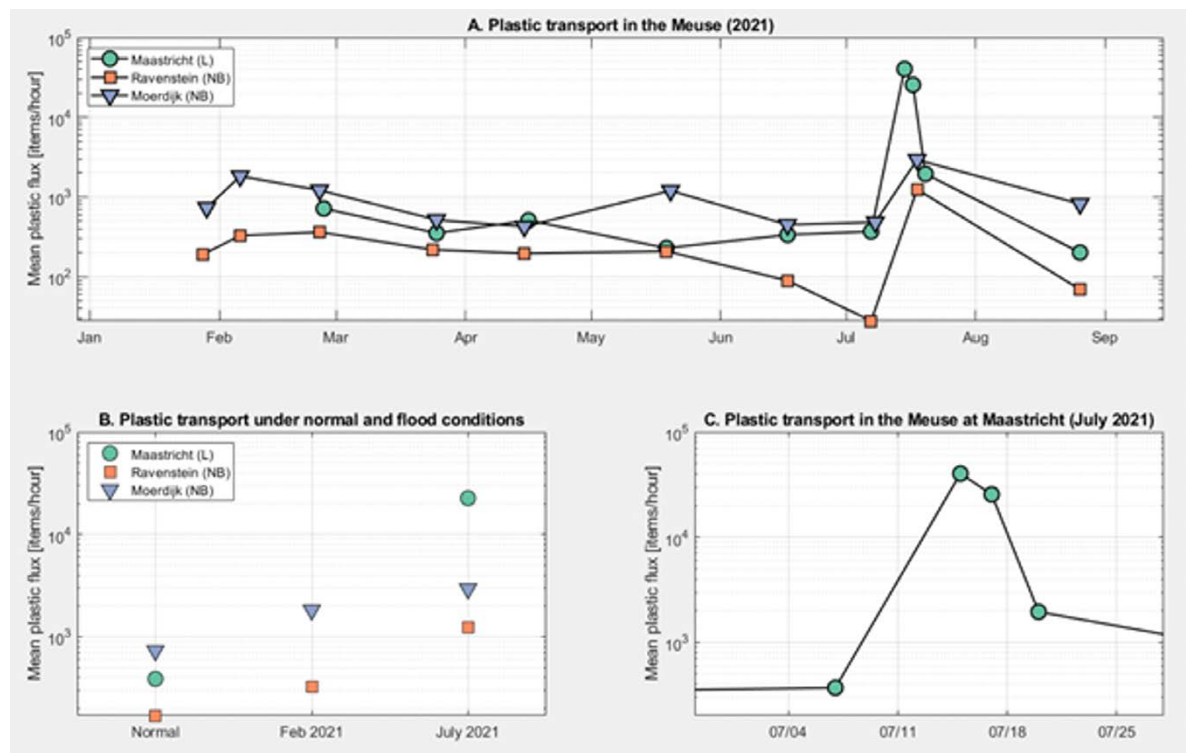 A. Plastic transport in the Meuse (2021)
Mean plastic flux [items/hour]
10^5
10^4
10^3
10^2
Maastricht (L)
Ravenstein (NB)
Moerdijk (NB)
Jan Feb Mar Apr May Jun Jul Aug Sep
B. Plastic transport under normal and flood conditions
Mean plastic flux [items/hour]
10^5
10^4
10^3
Maastricht (L)
Ravenstein (NB)
Moerdijk (NB)
Normal Feb 2021 July 2021
C. Plastic transport in the Meuse at Maastricht (July 2021)
Mean plastic flux [items/hour]
10^5
10^4
10^3
07/04 07/11 07/18 07/25